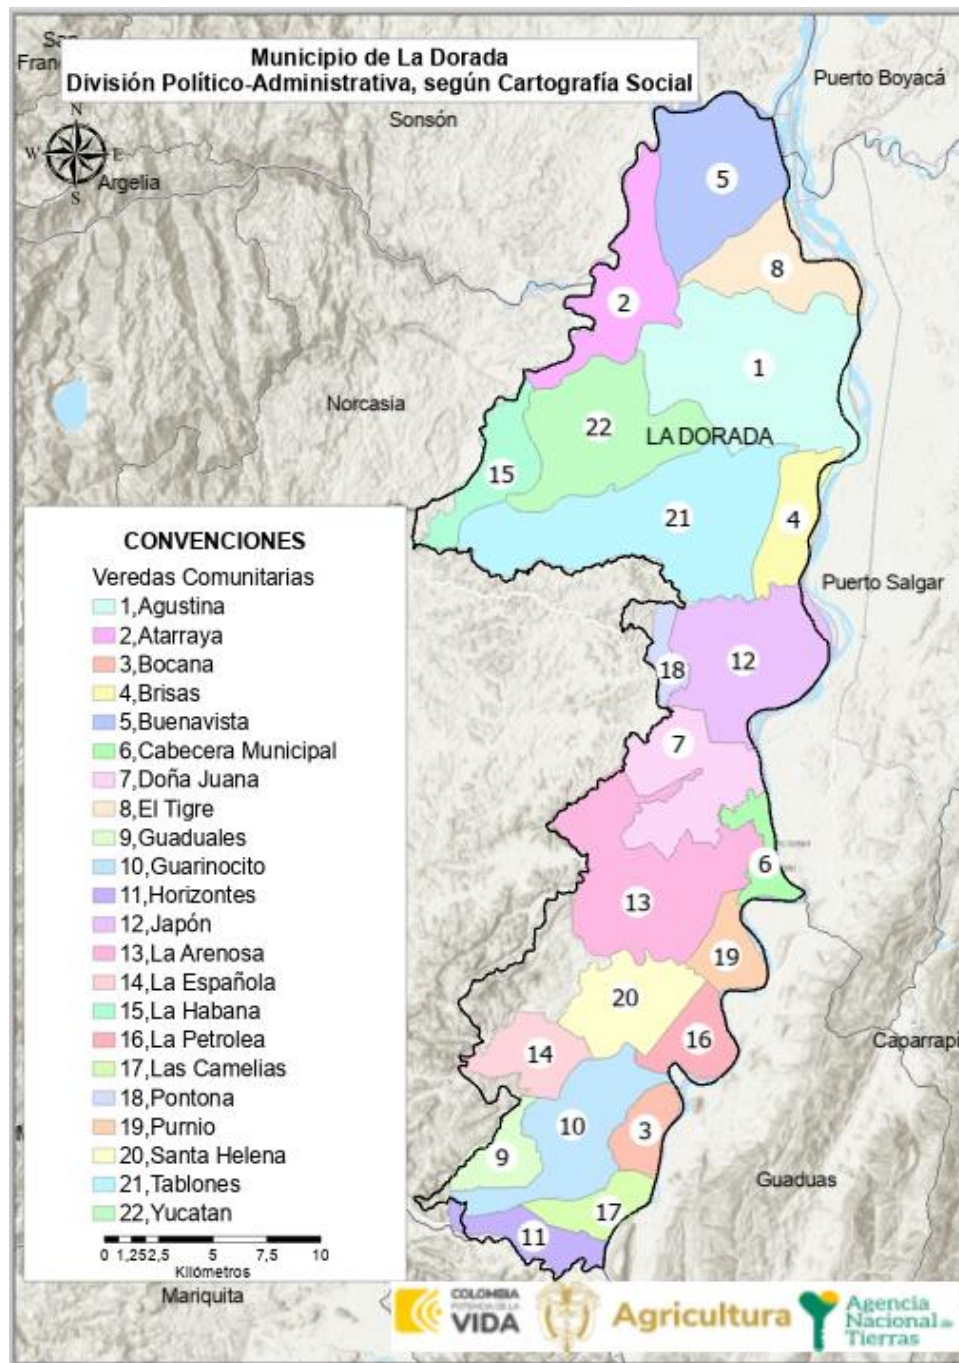 Municipio de La Dorada
División Político-Administrativa, según Cartografía Social
San
Fran
Puerto Boyacá
Sonsón
N
W
E
S
Argelia
5
8
2
1
Norcasia
22
LA DORADA
15
21
4
Puerto Salgar
12
18
7
6
13
19
20
16
14
Caparrapí
10
3
9
Guaduas
17
11
CONVENCIONES
Veredas Comunitarias
1,Agustina
2,Atarraya
3,Bocana
4,Brisas
5,Buenavista
6,Cabecera Municipal
7,Doña Juana
8,El Tigre
9,Guaduales
10,Guarinocito
11,Horizontes
12,Japón
13,La Arenosa
14,La Española
15,La Habana
16,La Petrolea
17,Las Camelias
18,Pontona
19,Purnio
20,Santa Helena
21,Tablones
22,Yucatan
0 1,25 2,5 5 7,5 10
Kilómetros
Mariquita
COLOMBIA
POTENCIA DE LA
VIDA
Agricultura
Agencia
Nacional de
Tierras